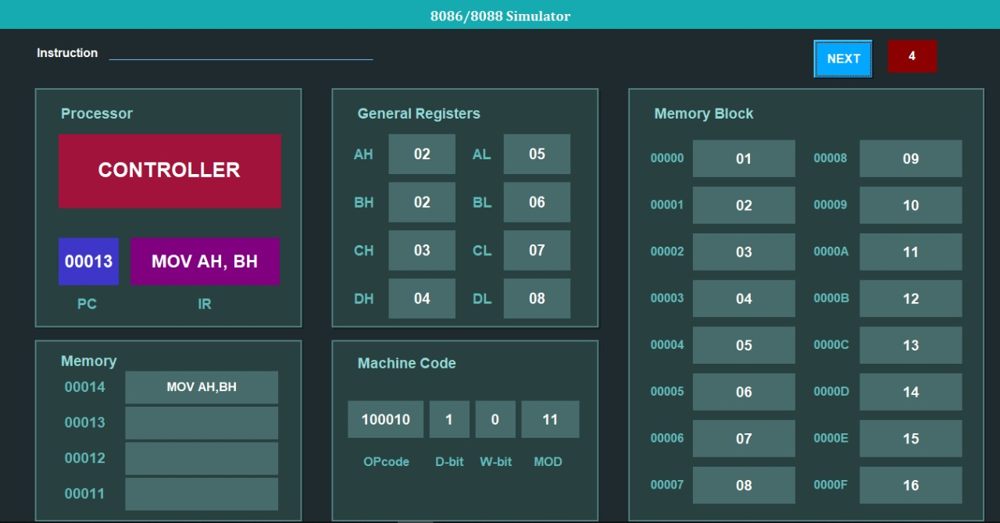 8086/8088 Simulator
Instruction
NEXT
4
Processor
CONTROLLER
00013
MOV AH, BH
PC
IR
General Registers
AH 02 AL 05
BH 02 BL 06
CH 03 CL 07
DH 04 DL 08
Memory Block
00000 01 00008 09
00001 02 00009 10
00002 03 0000A 11
00003 04 0000B 12
00004 05 0000C 13
00005 06 0000D 14
00006 07 0000E 15
00007 08 0000F 16
Memory
00014 MOV AH,BH
00013
00012
00011
Machine Code
100010 1 0 11
OPcode D-bit W-bit MOD